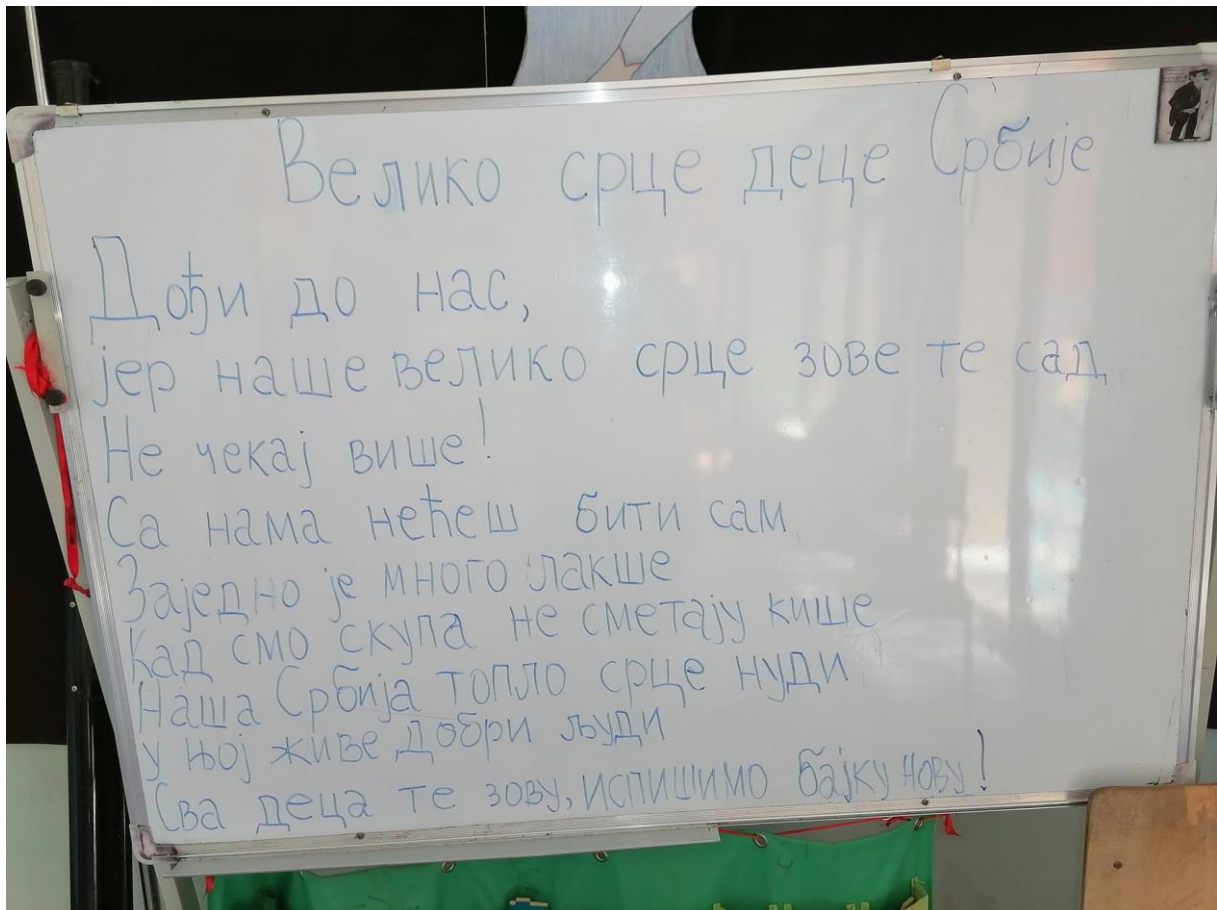 Велико срце деце Србије
Дођи до нас,
јер наше велико срце зове те сад
Не чекај више!
Са нама нећеш бити сам
Заједно је много лакше
Кад смо скупа не сметају кише
Наша Србија топло срце нуди
у њој живе добри људи
Сва деца те зову, испишимо бајку нову!